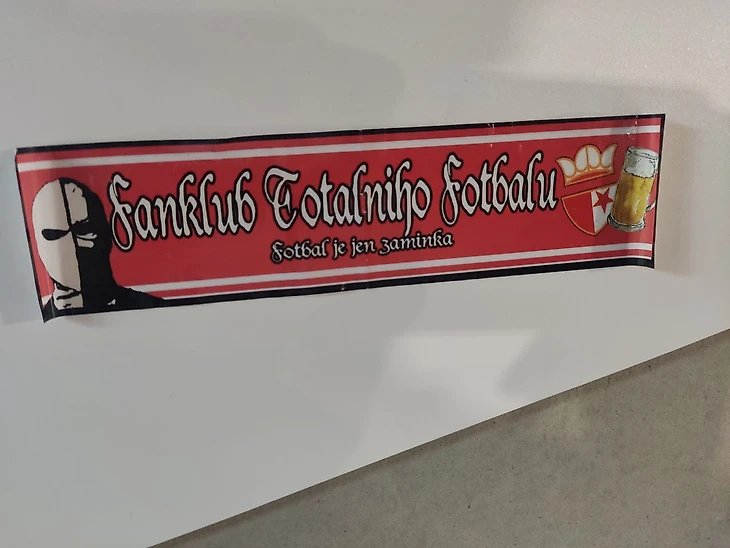 Fanklub Totalniho Fotbalu
Fotbal je jen zaminka